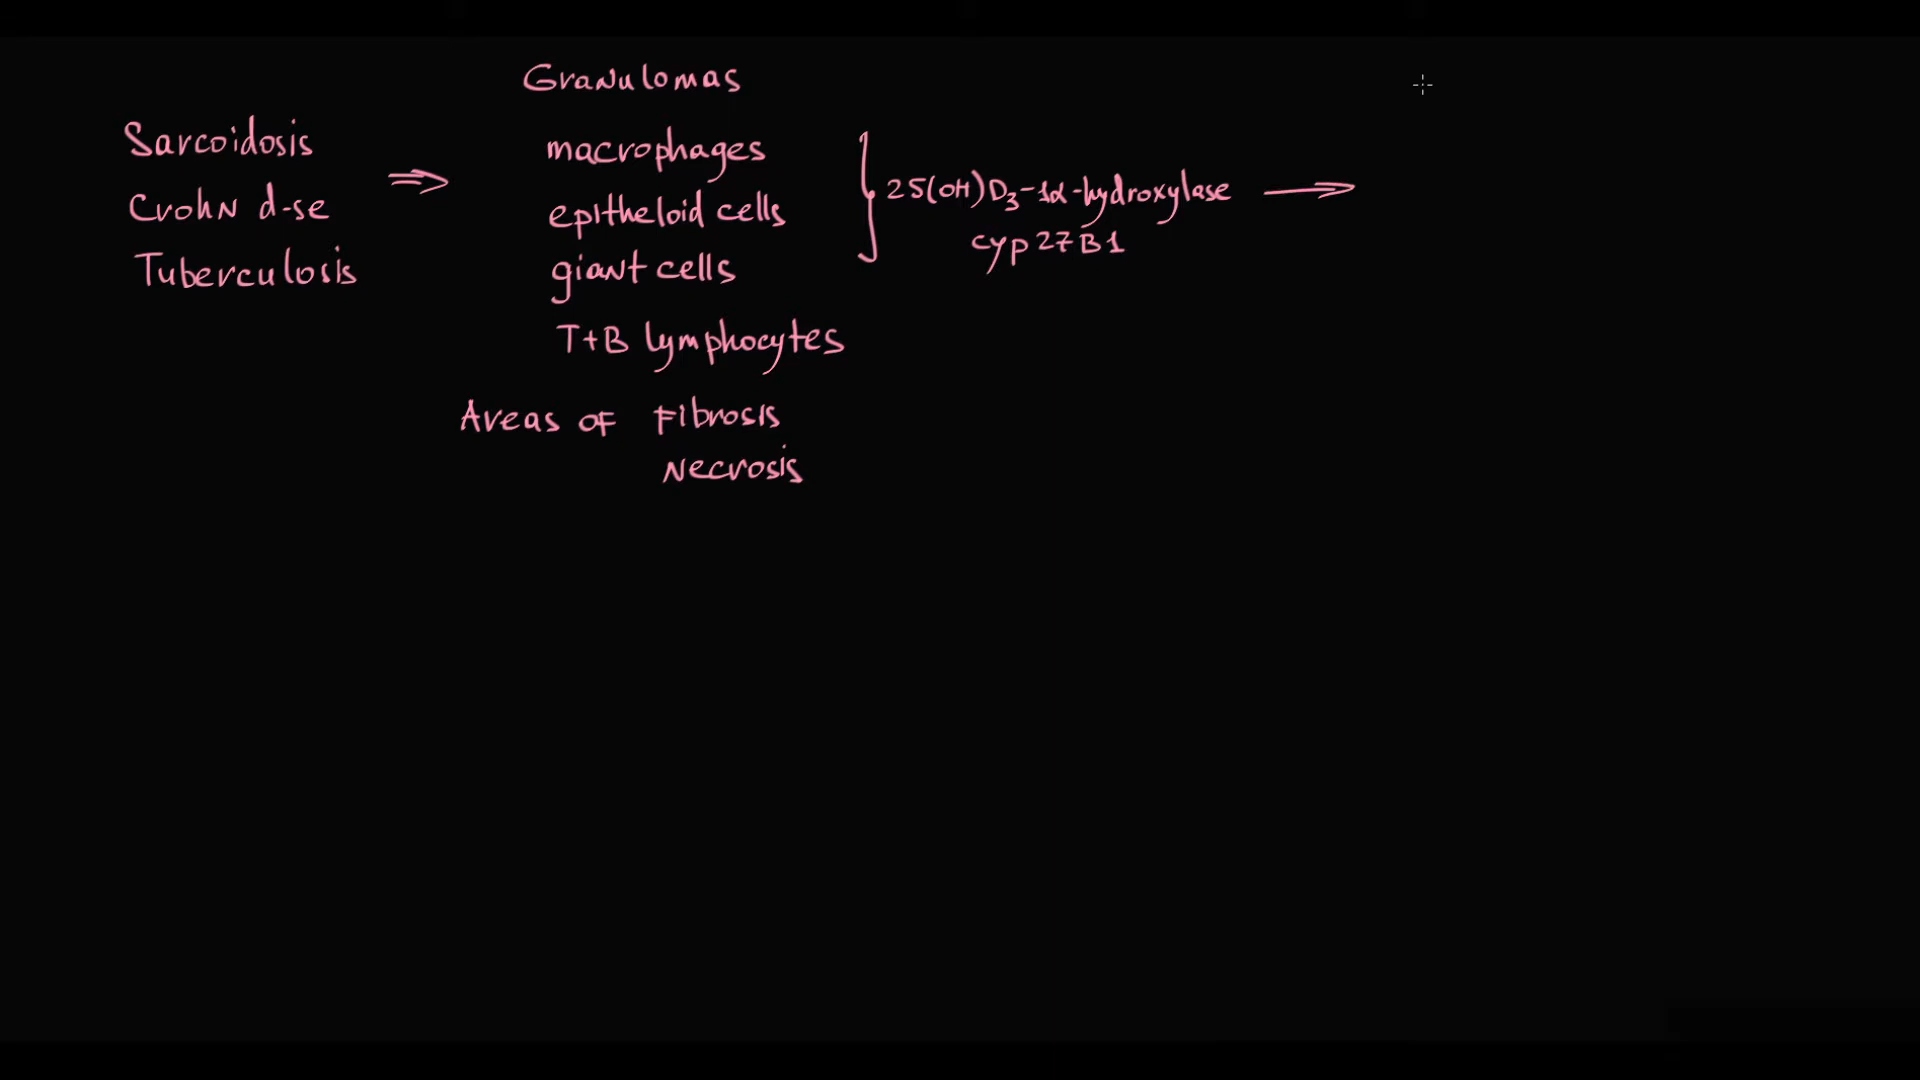 Granulomas
Sarcoidosis
Crohn d-se
Tuberculosis
⇒
macrophages
epitheloid cells
giant cells
T+B lymphocytes
Areas of Fibrosis
Necrosis
25(OH)D₃-1α-hydroxylase →
cyp27B1